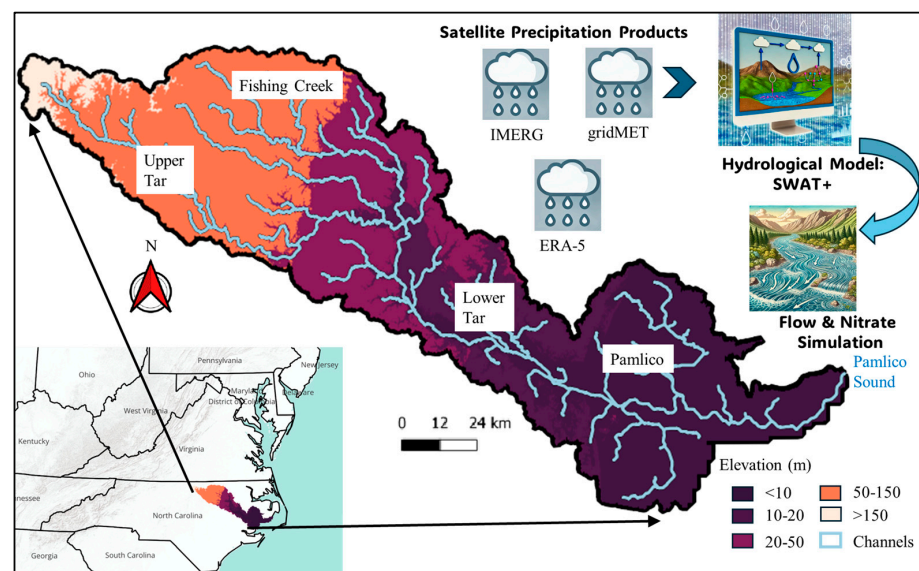 Satellite Precipitation Products
IMERG
gridMET
ERA-5
Hydrological Model:
SWAT+
Flow & Nitrate
Simulation
Pamlico
Sound
Fishing Creek
Upper
Tar
Lower
Tar
Pamlico
N
0 12 24 km
Elevation (m)
<10
10-20
20-50
50-150
>150
Channels
Pennsylvania
New Jersey
Ohio
Maryland
District of Columbia
Delaware
West Virginia
Kentucky
Virginia
nnessee
North Carolina
South Carolina
Georgia